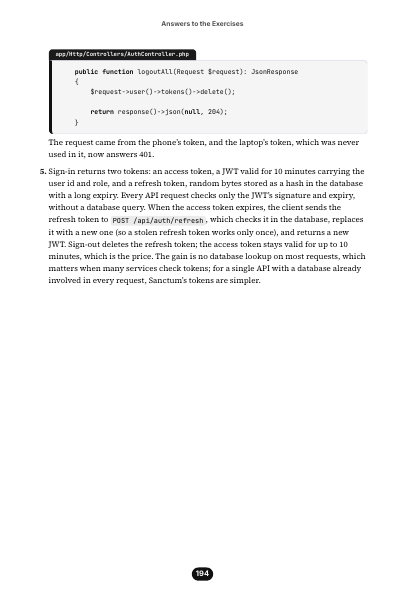 Answers to the Exercises
app/Http/Controllers/AuthController.php
public function logoutAll(Request $request): JsonResponse
{
$request->user()->tokens()->delete();
return response()->json(null, 204);
}
The request came from the phone's token, and the laptop's token, which was never
used in it, now answers 401.
5. Sign-in returns two tokens: an access token, a JWT valid for 10 minutes carrying the
user id and role, and a refresh token, random bytes stored as a hash in the database
with a long expiry. Every API request checks only the JWT's signature and expiry,
without a database query. When the access token expires, the client sends the
refresh token to POST /api/auth/refresh, which checks it in the database, replaces
it with a new one (so a stolen refresh token works only once), and returns a new
JWT. Sign-out deletes the refresh token; the access token stays valid for up to 10
minutes, which is the price. The gain is no database lookup on most requests, which
matters when many services check tokens; for a single API with a database already
involved in every request, Sanctum's tokens are simpler.
194